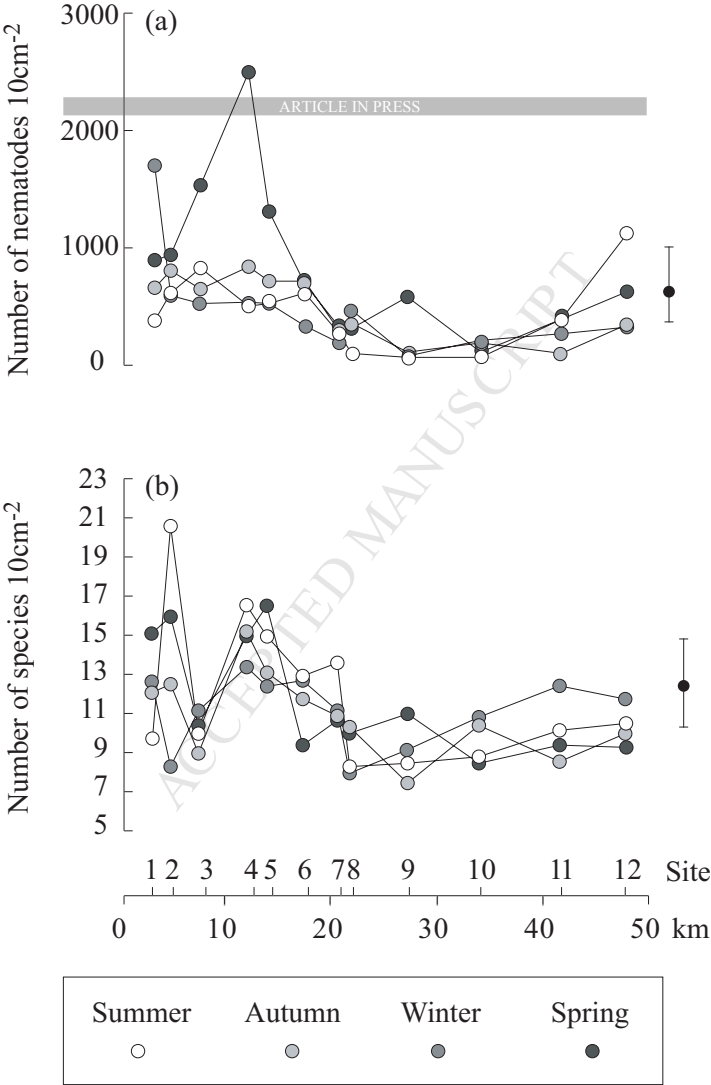 3000
(a)
ARTICLE IN PRESS
2000
1000
0
Number of nematodes 10cm-2
ACCEPTED MANUSCRIPT
23
(b)
21
19
17
15
13
11
9
7
5
Number of species 10cm-2
1 2 3 4 5 6 7 8 9 10 11 12 Site
0 10 20 30 40 50 km
Summer Autumn Winter Spring